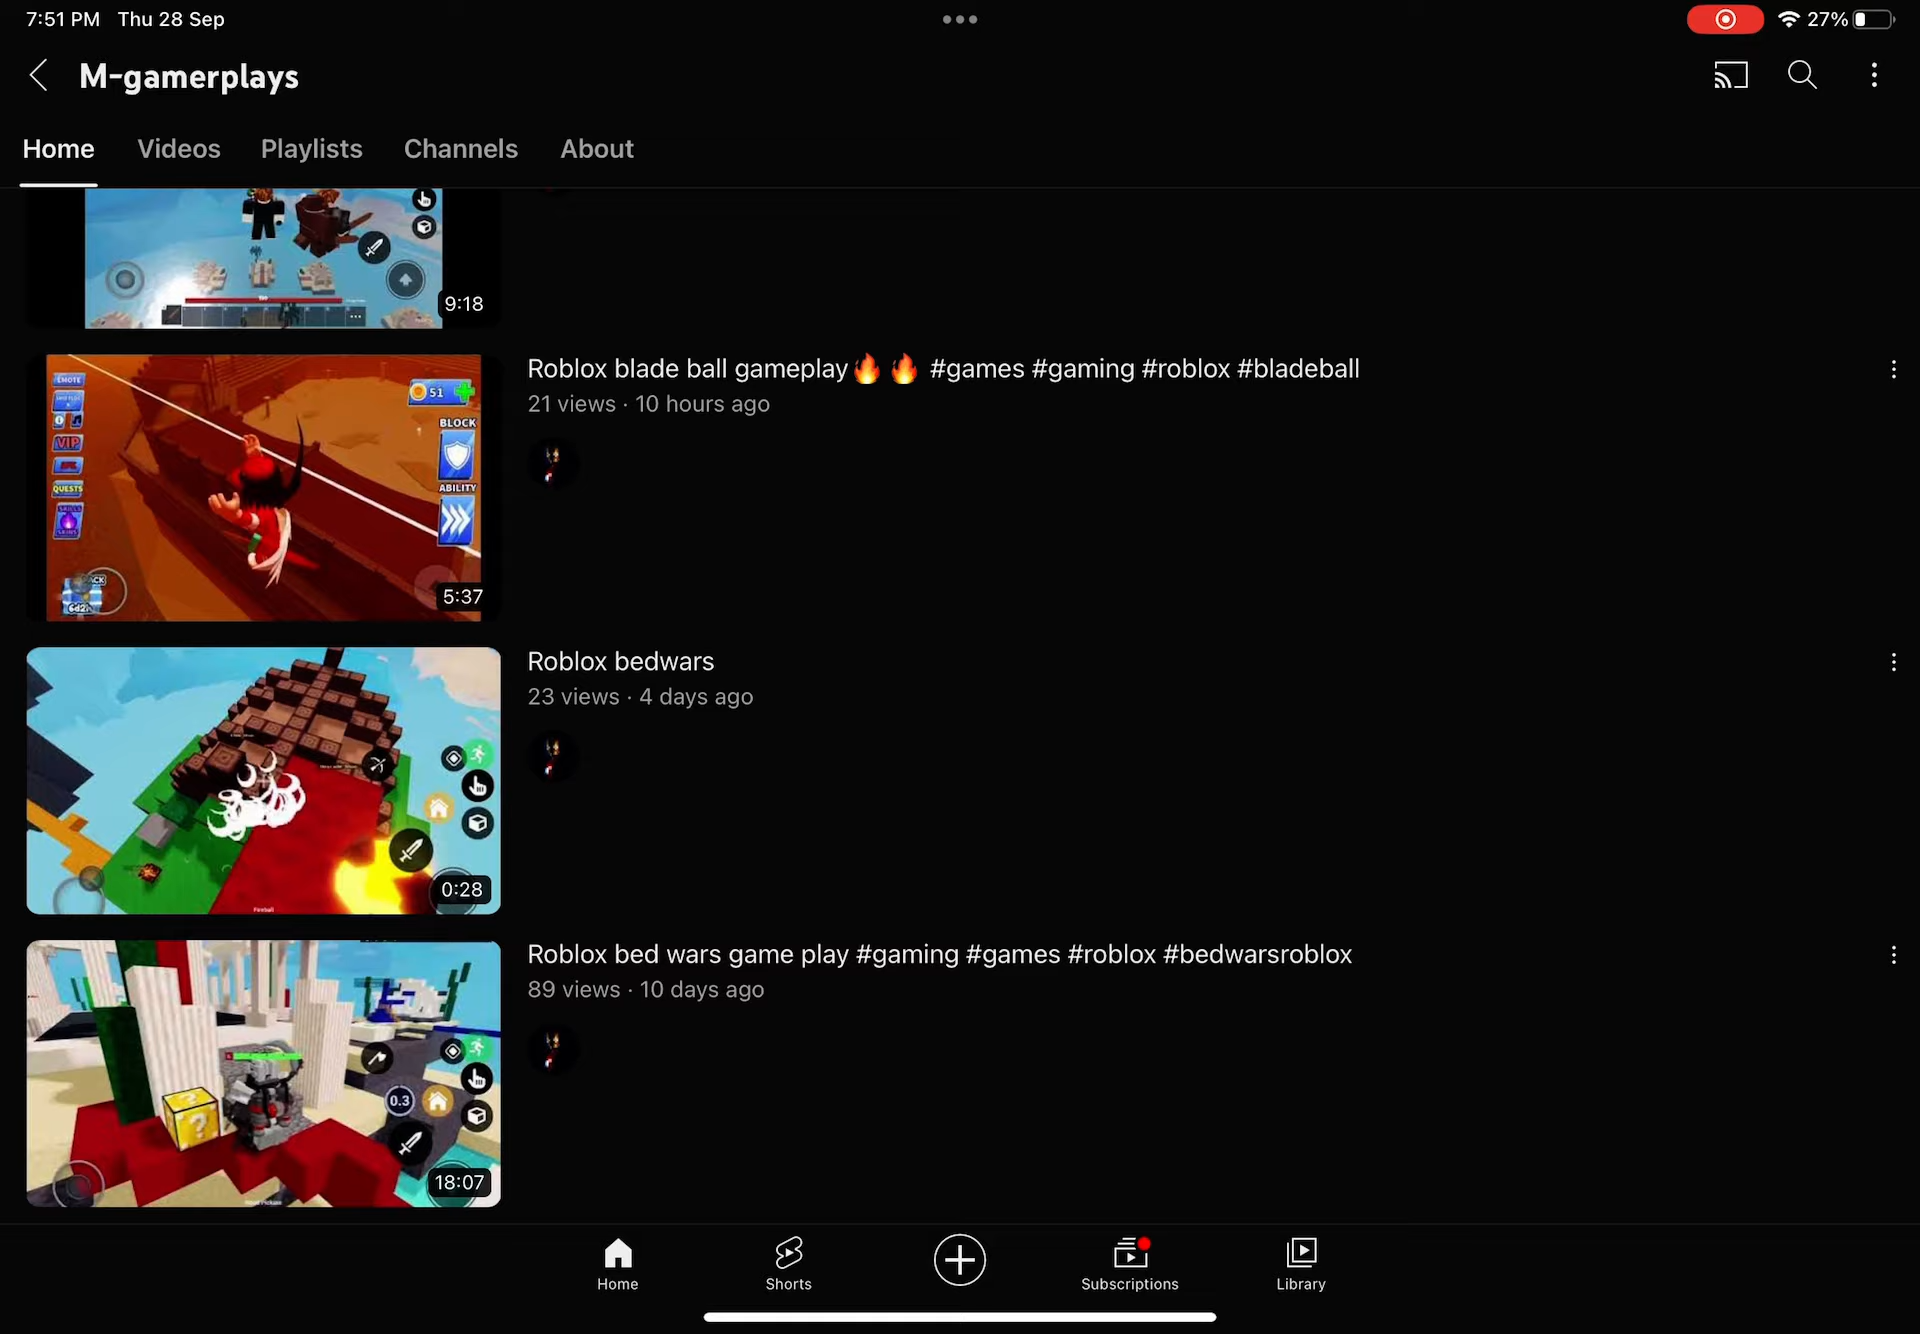 7:51 PM Thu 28 Sep
27%
M-gamerplays
Home Videos Playlists Channels About
9:18
Roblox blade ball gameplay🔥🔥 #games #gaming #roblox #bladeball
21 views · 10 hours ago
EMOTE
51
BLOCK
VIP
ABILITY
QUESTS
5:37
Roblox bedwars
23 views · 4 days ago
0:28
Fireball
Roblox bed wars game play #gaming #games #roblox #bedwarsroblox
89 views · 10 days ago
0.3
18:07
Home Shorts Subscriptions Library